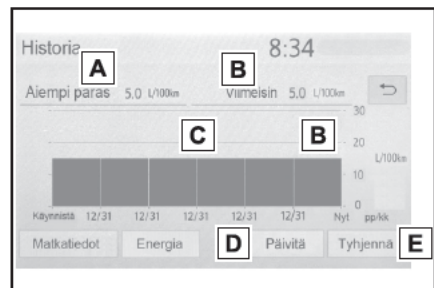 Historia 8:34
A B
Aiempi paras 5.0 L/100km Viimeisin 5.0 L/100km
30
C B
20
L/100km
10
0
Käynnistä 12/31 12/31 12/31 12/31 12/31 Nyt pp/kk
Matkatiedot Energia D Päivitä Tyhjennä E